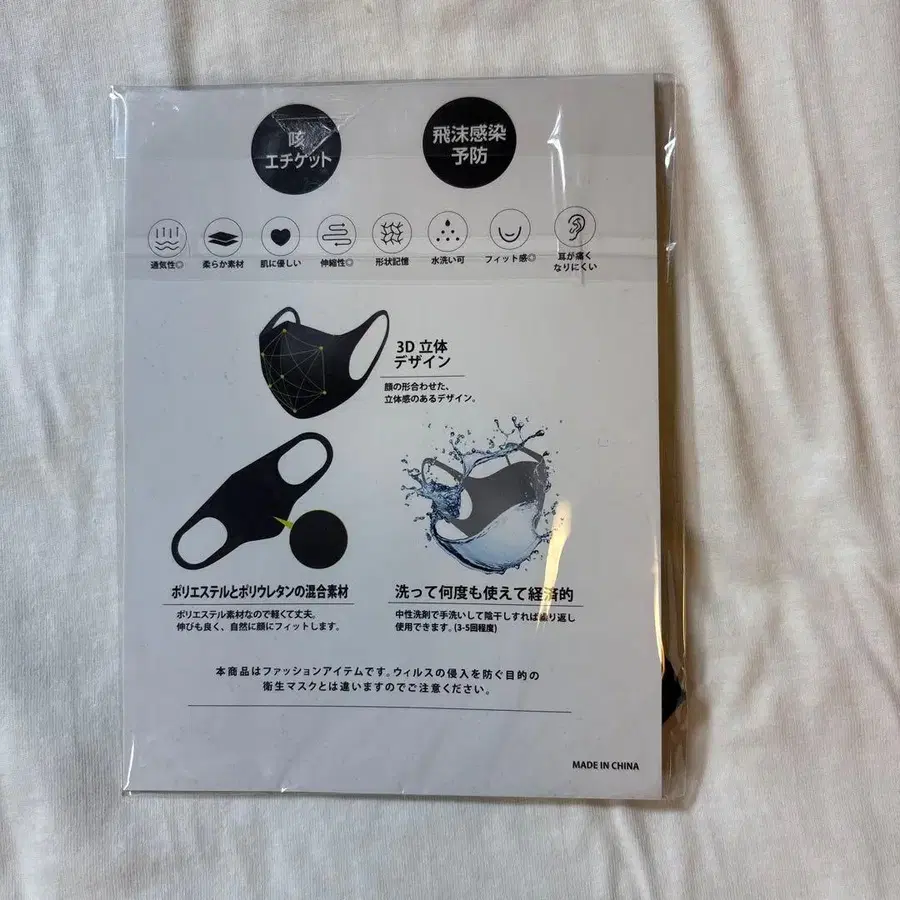 咳
エチケット
飛沫感染
予防
通気性◎
柔らか素材
肌に優しい
伸縮性◎
形状記憶
水洗い可
フィット感◎
耳が痛く
なりにくい
3D 立体
デザイン
顔の形合わせた、
立体感のあるデザイン。
ポリエステルとポリウレタンの混合素材
ポリエステル素材なので軽くて丈夫。
伸びも良く、自然に顔にフィットします。
洗って何度も使えて経済的
中性洗剤で手洗いして陰干しすれば繰り返し
使用できます。(3-5回程度)
本商品はファッションアイテムです。ウィルスの侵入を防ぐ目的の
衛生マスクとは違いますのでご注意ください。
MADE IN CHINA